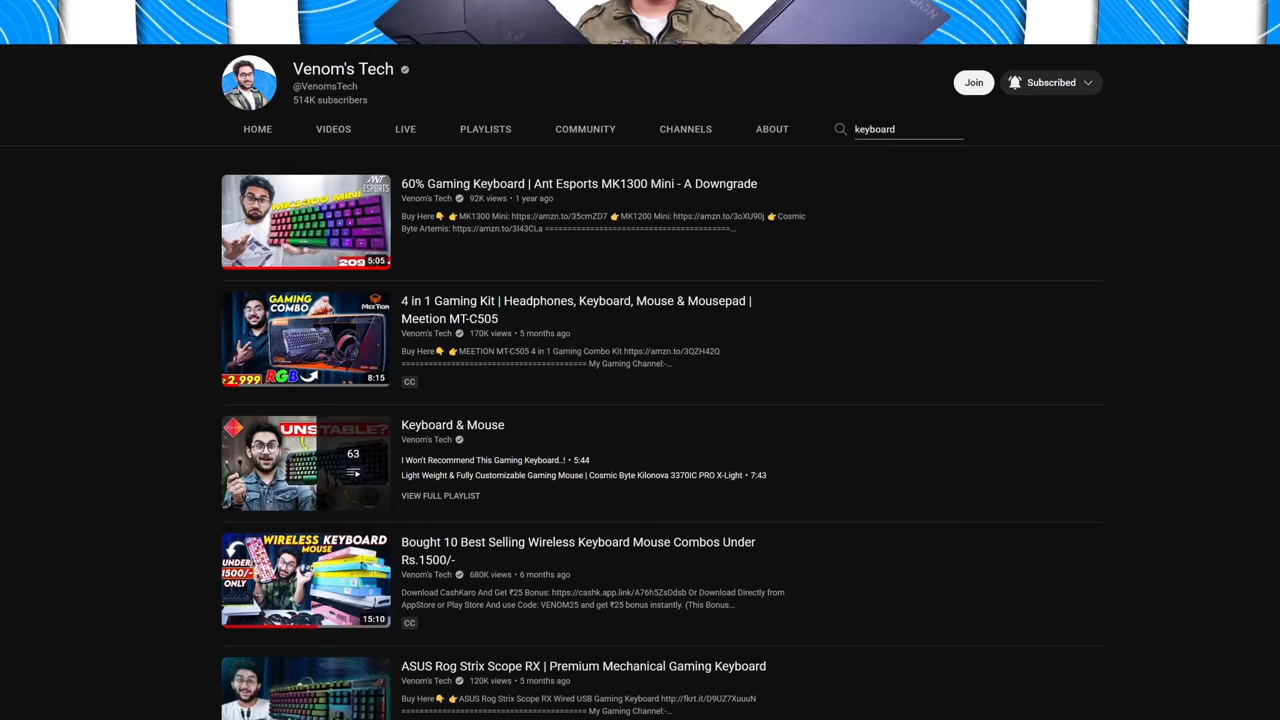 Venom's Tech
@VenomsTech
514K subscribers
Join
Subscribed
HOME VIDEOS LIVE PLAYLISTS COMMUNITY CHANNELS ABOUT keyboard
MK1300 MINI
ANT
ESPORTS
209
5:05
60% Gaming Keyboard | Ant Esports MK1300 Mini - A Downgrade
Venom's Tech 92K views • 1 year ago
Buy Here👇 👉MK1300 Mini: https://amzn.to/35cmZD7 👉MK1200 Mini: https://amzn.to/3oXU90j 👉Cosmic
Byte Artemis: https://amzn.to/3I43CLa =========================================...
GAMING
COMBO
MEETION
₹2.999 RGB
8:15
4 in 1 Gaming Kit | Headphones, Keyboard, Mouse & Mousepad |
Meetion MT-C505
Venom's Tech 170K views • 5 months ago
Buy Here👇 👉MEETION MT-C505 4 in 1 Gaming Combo Kit https://amzn.to/3QZH42Q
========================================= My Gaming Channel:-...
CC
UNSTABLE?
63
Keyboard & Mouse
Venom's Tech
I Won't Recommend This Gaming Keyboard..! • 5:44
Light Weight & Fully Customizable Gaming Mouse | Cosmic Byte Kilonova 3370IC PRO X-Light • 7:43
VIEW FULL PLAYLIST
WIRELESS KEYBOARD
MOUSE
UNDER
1500/-
ONLY
15:10
Bought 10 Best Selling Wireless Keyboard Mouse Combos Under
Rs.1500/-
Venom's Tech 680K views • 6 months ago
Download CashKaro And Get ₹25 Bonus: https://cashk.app.link/A76h5ZsDdsb Or Download Directly from
AppStore or Play Store And use Code: VENOM25 and get ₹25 bonus instantly. (This Bonus...
CC
ASUS Rog Strix Scope RX | Premium Mechanical Gaming Keyboard
Venom's Tech 120K views • 5 months ago
Buy Here👇 👉ASUS Rog Strix Scope RX Wired USB Gaming Keyboard http://fkrt.it/D9UZ7XuuuN
========================================= My Gaming Channel:-...